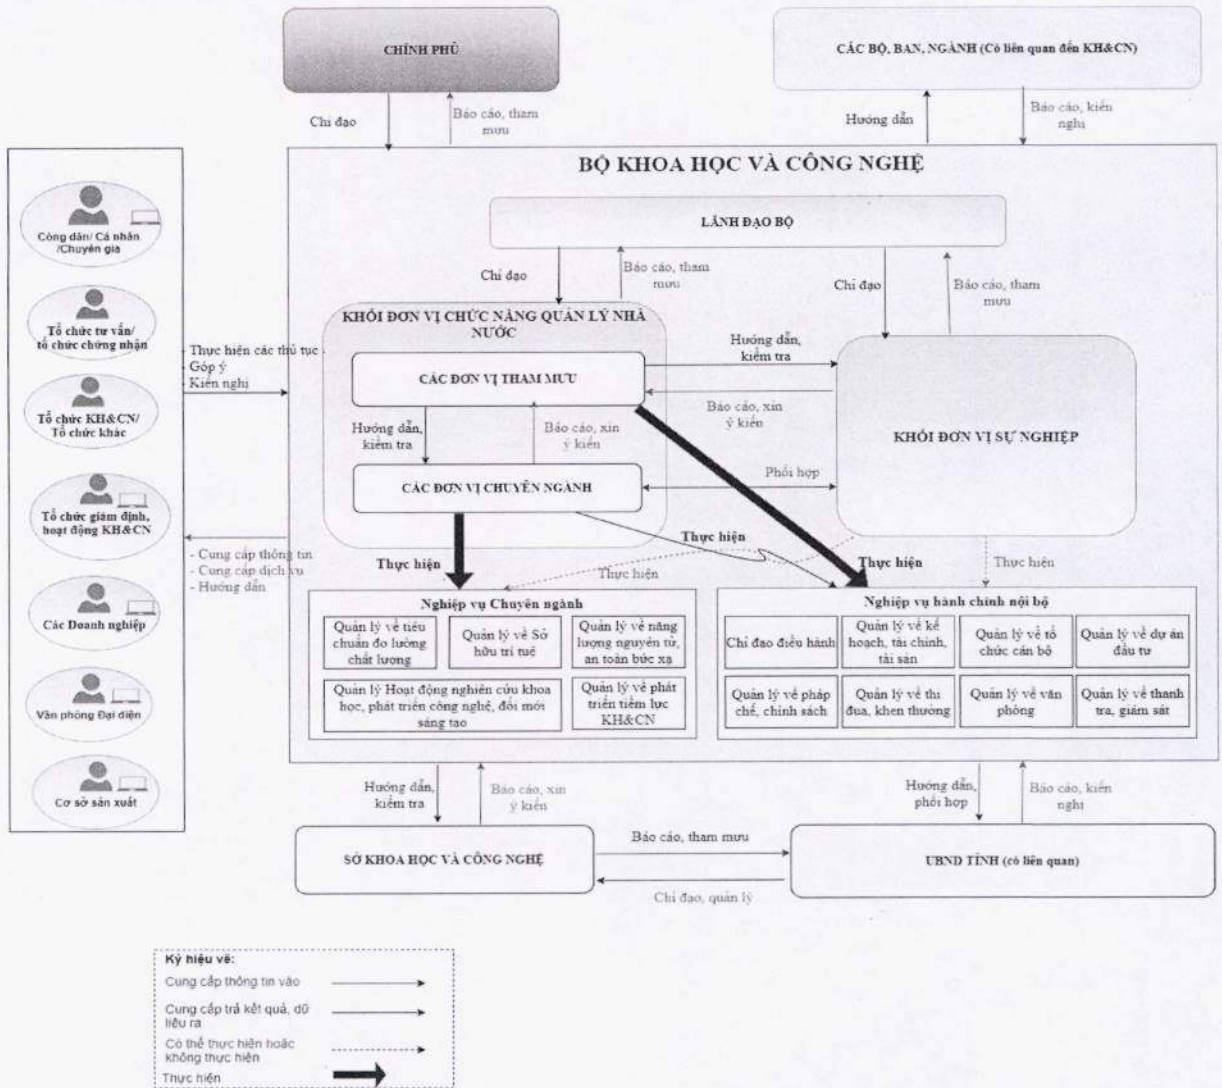 CHÍNH PHỦ
CÁC BỘ, BAN, NGÀNH (Có liên quan đến KH&CN)
Chỉ đạo
Báo cáo, tham
mưu
Hướng dẫn
Báo cáo, kiến
nghị
BỘ KHOA HỌC VÀ CÔNG NGHỆ
LÃNH ĐẠO BỘ
Chỉ đạo
Báo cáo, tham
mưu
Chỉ đạo
Báo cáo, tham
mưu
Công dân/ Cá nhân
/Chuyên gia
Tổ chức tư vấn/
tổ chức chứng nhận
Tổ chức KH&CN/
Tổ chức khác
Tổ chức giám định,
hoạt động KH&CN
Các Doanh nghiệp
Văn phòng Đại diện
Cơ sở sản xuất
- Thực hiện các thủ tục
- Góp ý
- Kiến nghị
- Cung cấp thông tin
- Cung cấp dịch vụ
- Hướng dẫn
KHỐI ĐƠN VỊ CHỨC NĂNG QUẢN LÝ NHÀ
NƯỚC
CÁC ĐƠN VỊ THAM MƯU
Hướng dẫn,
kiểm tra
Báo cáo, xin
ý kiến
CÁC ĐƠN VỊ CHUYÊN NGÀNH
Hướng dẫn,
kiểm tra
Báo cáo, xin
ý kiến
Phối hợp
KHỐI ĐƠN VỊ SỰ NGHIỆP
Thực hiện
Thực hiện
Thực hiện
Thực hiện
Thực hiện
Nghiệp vụ Chuyên ngành
Quản lý về tiêu
chuẩn đo lường
chất lượng
Quản lý về Sở
hữu trí tuệ
Quản lý về năng
lượng nguyên tử,
an toàn bức xạ
Quản lý Hoạt động nghiên cứu khoa
học, phát triển công nghệ, đổi mới
sáng tạo
Quản lý về phát
triển tiềm lực
KH&CN
Nghiệp vụ hành chính nội bộ
Chỉ đạo điều hành
Quản lý về kế
hoạch, tài chính,
tài sản
Quản lý về tổ
chức cán bộ
Quản lý về dự án
đầu tư
Quản lý về pháp
chế, chính sách
Quản lý về thi
đua, khen thưởng
Quản lý về văn
phòng
Quản lý về thanh
tra, giám sát
Hướng dẫn,
kiểm tra
Báo cáo, xin
ý kiến
Hướng dẫn,
phối hợp
Báo cáo, kiến
nghị
SỞ KHOA HỌC VÀ CÔNG NGHỆ
Báo cáo, tham mưu
Chỉ đạo, quản lý
UBND TỈNH (có liên quan)
Ký hiệu vẽ:
Cung cấp thông tin vào
Cung cấp trả kết quả, dữ
liệu ra
Có thể thực hiện hoặc
không thực hiện
Thực hiện